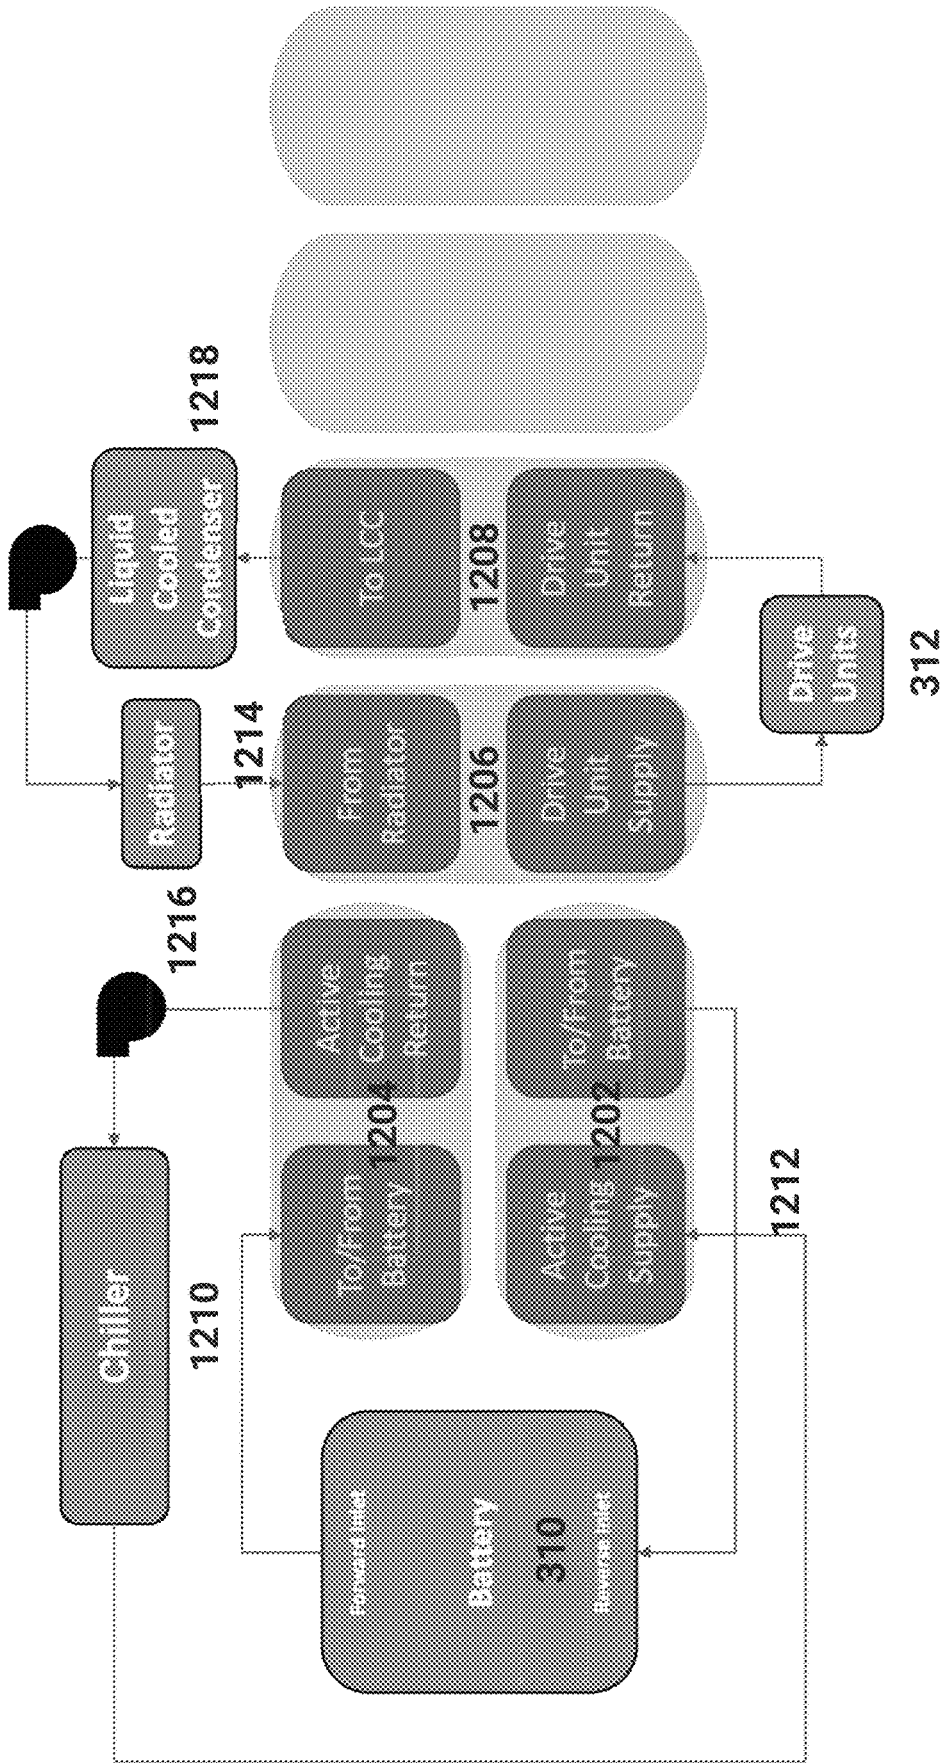 Chiller
1210
1216
Radiator
1214
Liquid
Cooled
Condenser
1218
Forward Inlet
Battery
310
Reverse Inlet
To/From
Battery
1204
Active
Cooling
Return
Active
Cooling
Supply
1202
To/From
Battery
1212
From
Radiator
1206
Drive
Unit
Supply
To LCC
1208
Drive
Unit
Return
Drive
Units
312